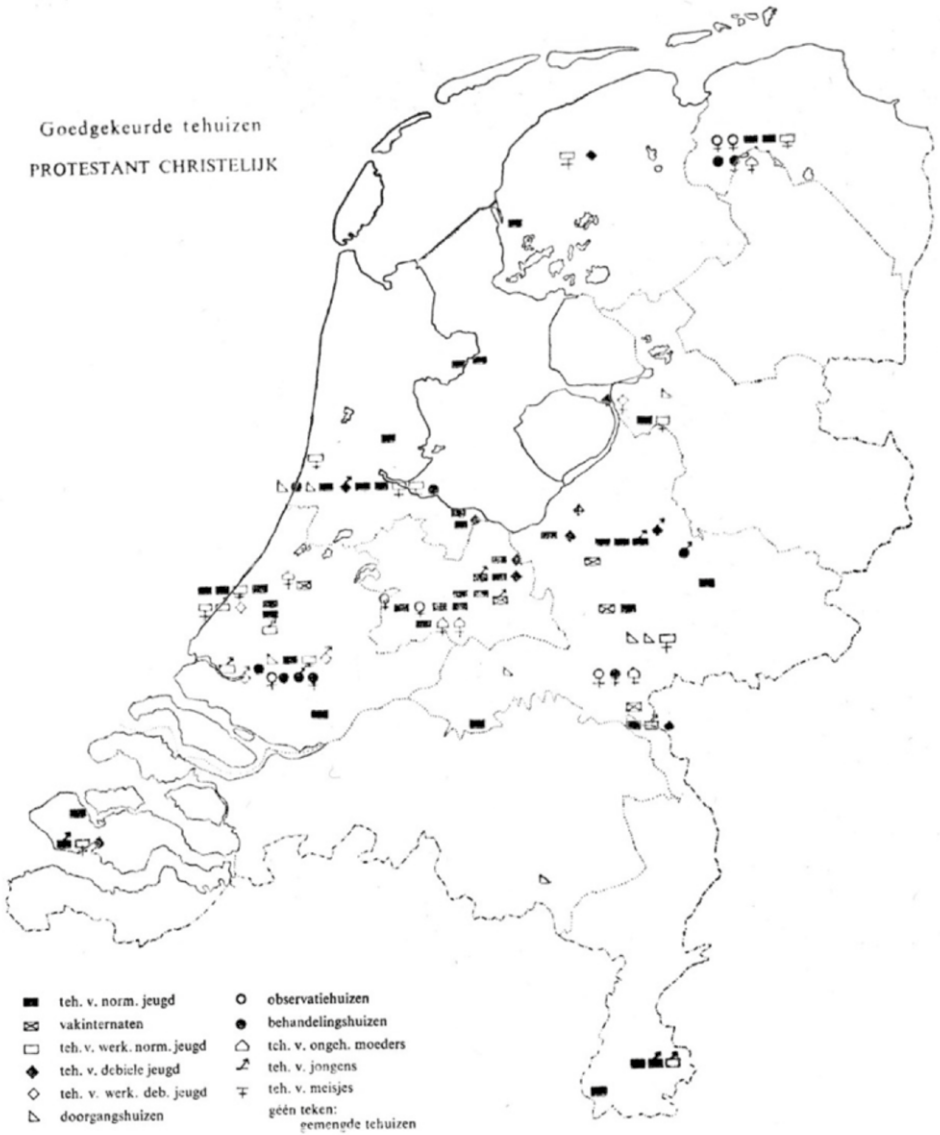 Goedgekeurde tehuizen
PROTESTANT CHRISTELIJK
teh. v. norm. jeugd
vakinternaten
teh. v. werk. norm. jeugd
teh. v. debiele jeugd
teh. v. werk. deb. jeugd
doorgangshuizen
observatiehuizen
behandelingshuizen
teh. v. ongeh. moeders
teh. v. jongens
teh. v. meisjes
géén teken:
gemengde tehuizen